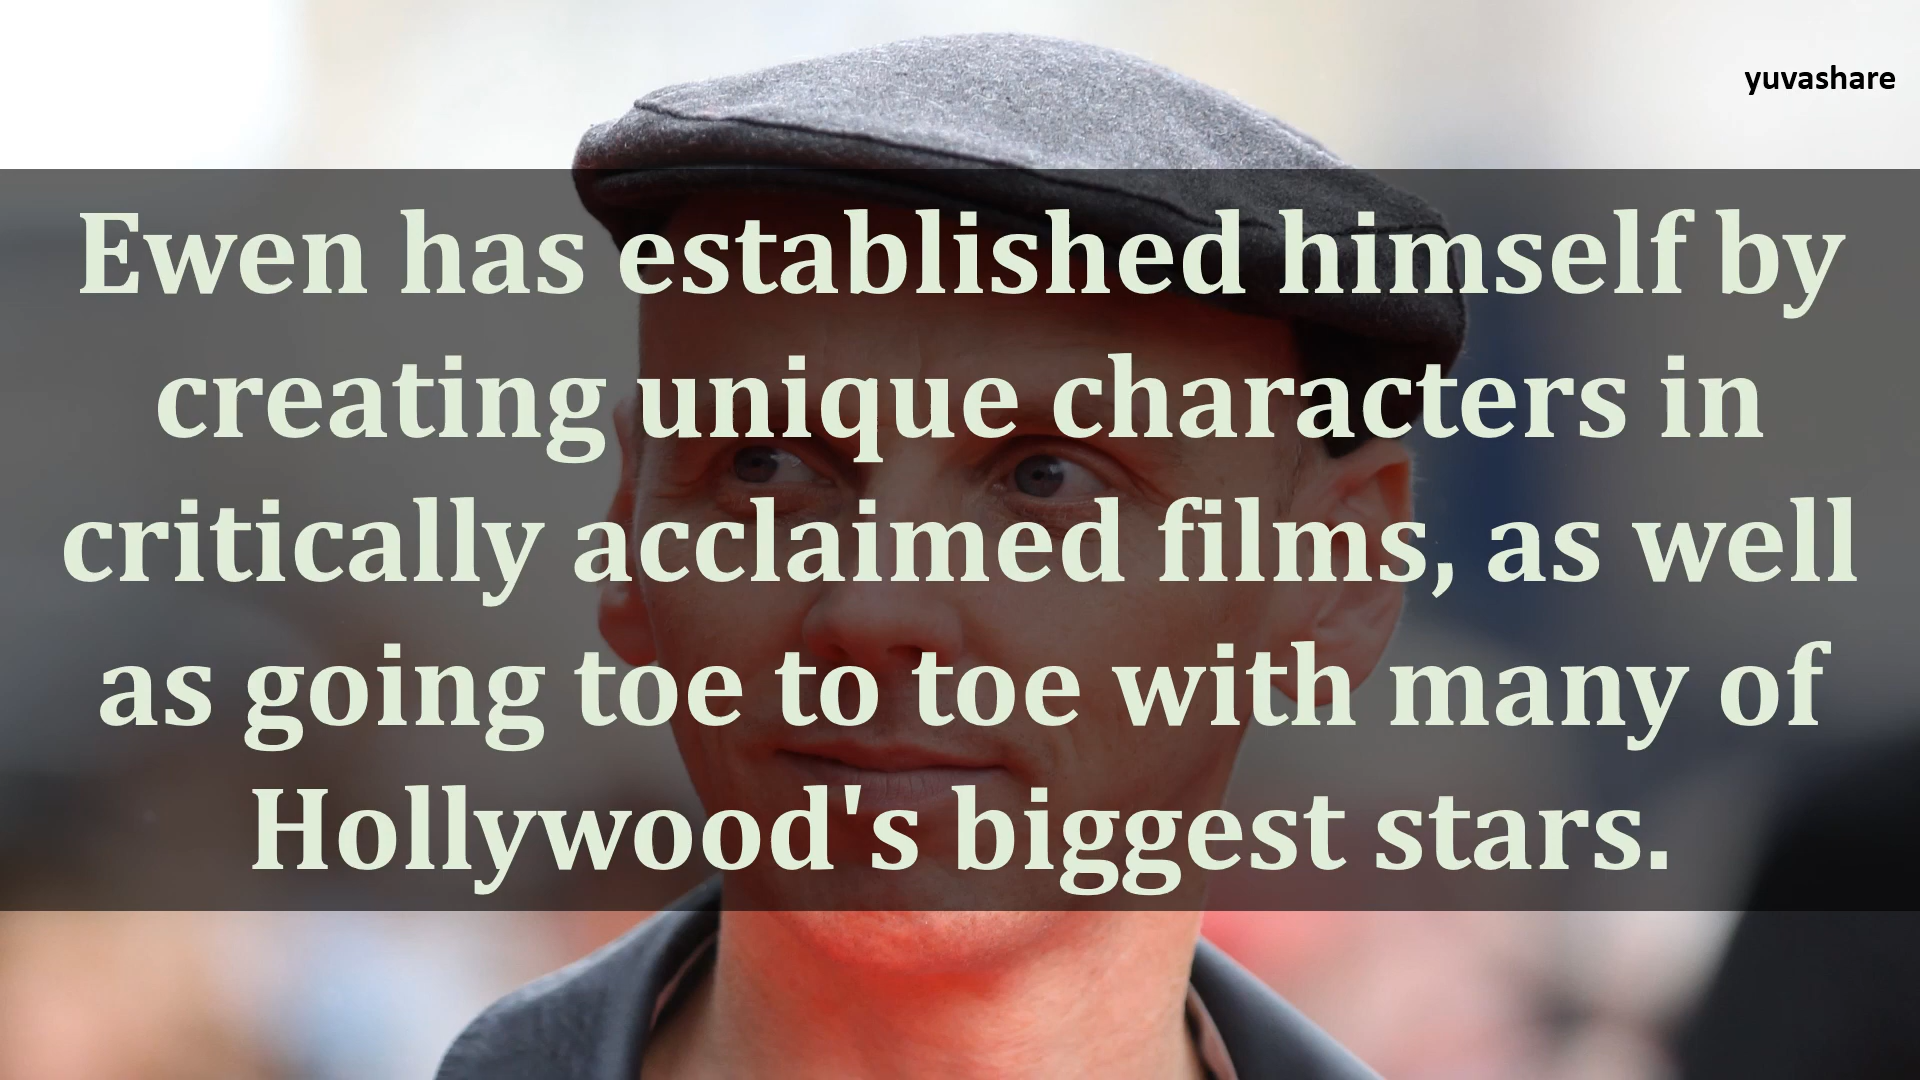 yuvashare
Ewen has established himself by
creating unique characters in
critically acclaimed films, as well
as going toe to toe with many of
Hollywood's biggest stars.